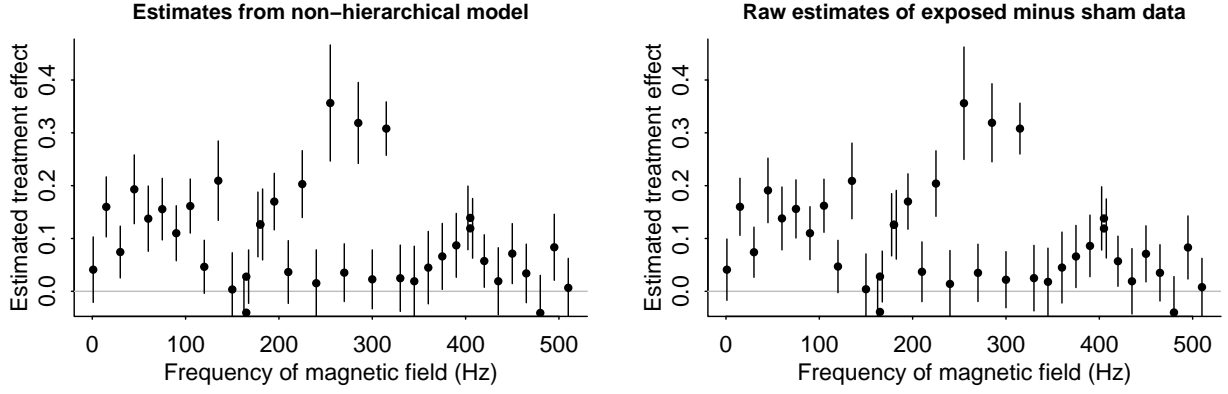 Estimates from non−hierarchical model
Estimated treatment effect
0.4
0.3
0.2
0.1
0.0
0 100 200 300 400 500
Frequency of magnetic field (Hz)
Raw estimates of exposed minus sham data
Estimated treatment effect
0.4
0.3
0.2
0.1
0.0
0 100 200 300 400 500
Frequency of magnetic field (Hz)